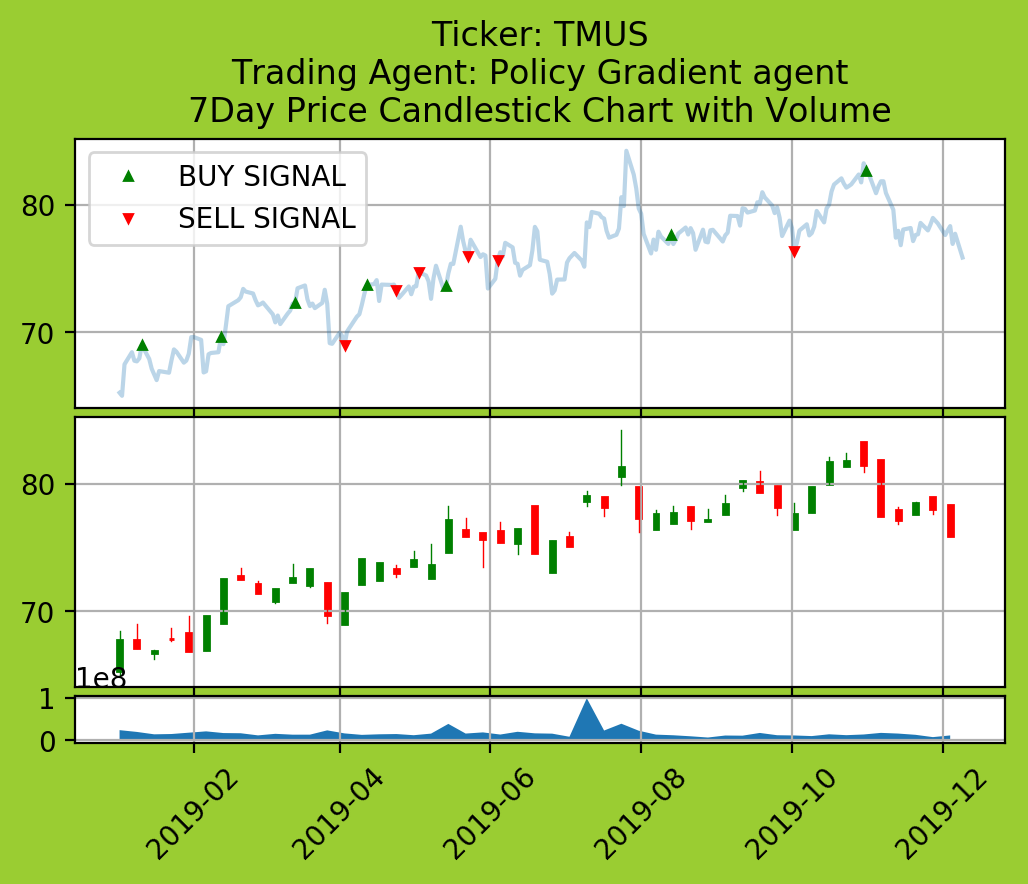 Ticker: TMUS
Trading Agent: Policy Gradient agent
7Day Price Candlestick Chart with Volume
BUY SIGNAL
SELL SIGNAL
80
70
80
70
1e8
1
0
2019-02
2019-04
2019-06
2019-08
2019-10
2019-12